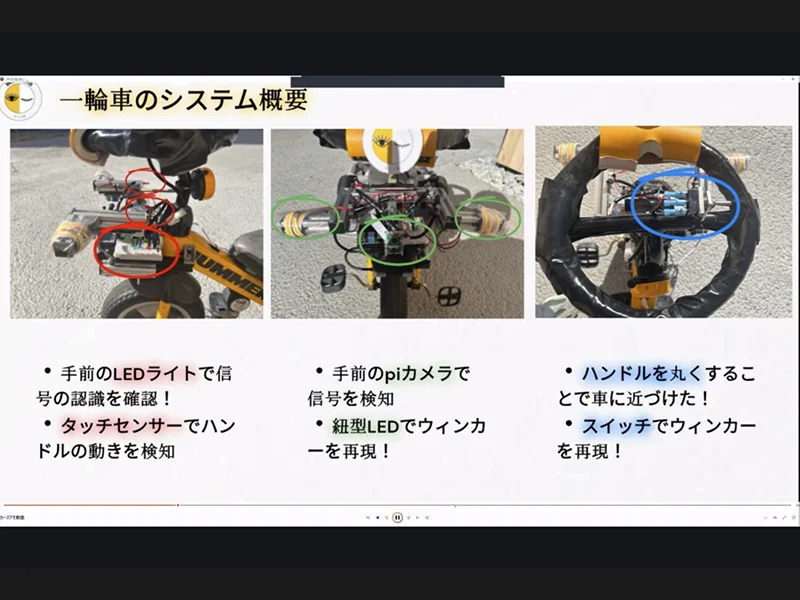 一輪車のシステム概要
UMME
・手前のLEDライトで信
号の認識を確認！
・タッチセンサーでハン
ドルの動きを検知
・手前のpiカメラで
信号を検知
・紐型LEDでウィンカ
ーを再現！
・ハンドルを丸くするこ
とで車に近づけた！
・スイッチでウィンカー
を再現！